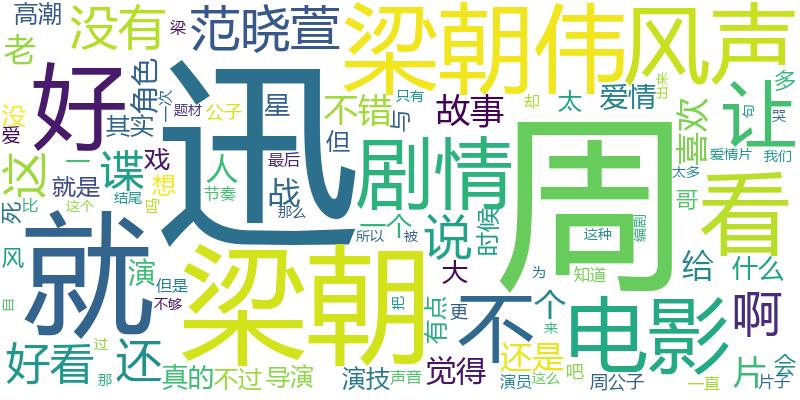 高潮
没有
梁
范晓萱
梁朝伟
风声
老
好
角色
一次
题材
公子
星
不错
故事
与
太
爱情
却
只有
喜欢
让
多
出来
句
哭
没
爱
其实
迅
但
周
这
谍
一
戏
人
想
节奏
战
最后
剧情
爱情片
我们
太多
看
就是
死
比
这个
吗
结尾
那么
一个
所以
被
说
时候
哥
这种
编剧
就
风
演
但是
不够
梁朝
大
把
有点
更
不
个
为
来
知道
电影
给
什么
啊
目
好看
过
那
还
真的
不过
导演
演技
声音
觉得
还是
演员
这么
吧
周公子
一直
片
片子
会